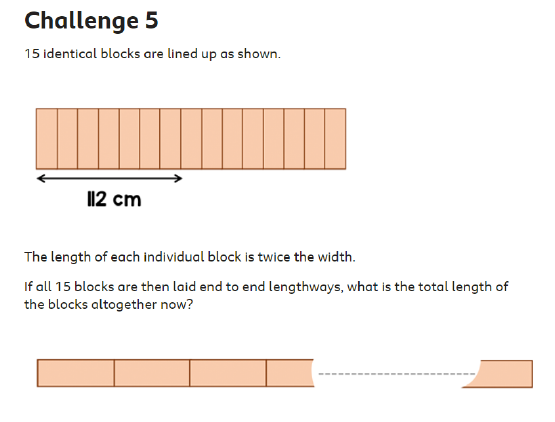 Challenge 5
15 identical blocks are lined up as shown.
112 cm
The length of each individual block is twice the width.
If all 15 blocks are then laid end to end lengthways, what is the total length of
the blocks altogether now?